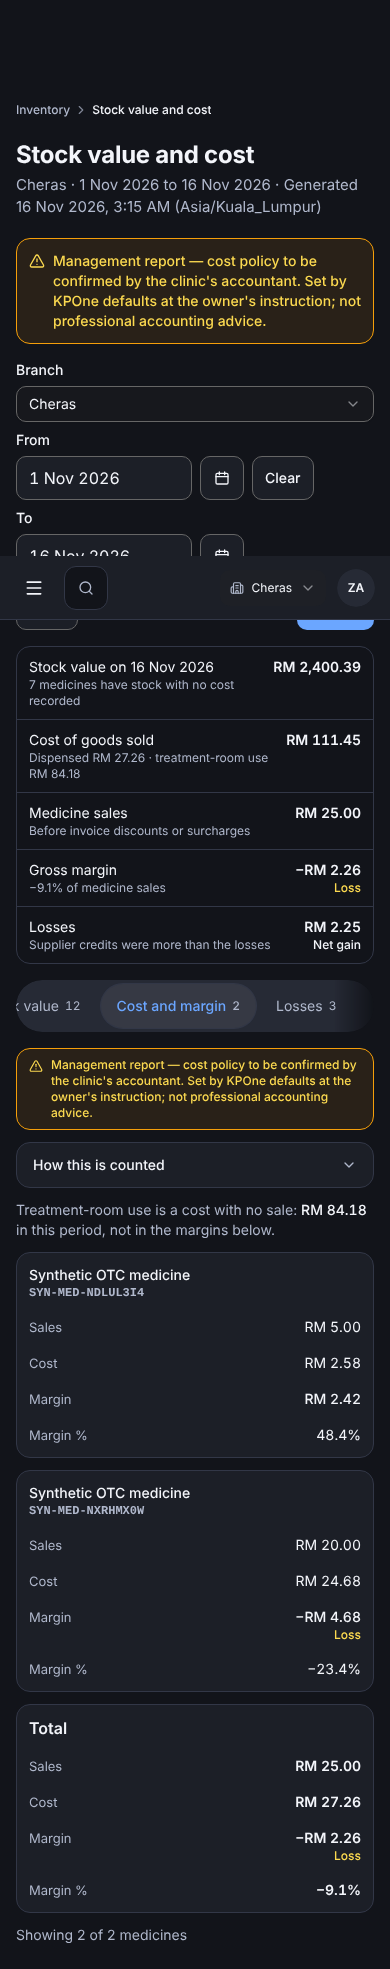 Inventory > Stock value and cost
Stock value and cost
Cheras · 1 Nov 2026 to 16 Nov 2026 · Generated
16 Nov 2026, 3:15 AM (Asia/Kuala_Lumpur)
Management report — cost policy to be
confirmed by the clinic's accountant. Set by
KPOne defaults at the owner's instruction; not
professional accounting advice.
Branch
Cheras
From
1 Nov 2026
Clear
To
16 Nov 2026
Cheras
ZA
Stock value on 16 Nov 2026 RM 2,400.39
7 medicines have stock with no cost
recorded
Cost of goods sold RM 111.45
Dispensed RM 27.26 · treatment-room use
RM 84.18
Medicine sales RM 25.00
Before invoice discounts or surcharges
Gross margin −RM 2.26
−9.1% of medicine sales Loss
Losses RM 2.25
Supplier credits were more than the losses Net gain
value 12 Cost and margin 2 Losses 3
Management report — cost policy to be confirmed by
the clinic's accountant. Set by KPOne defaults at the
owner's instruction; not professional accounting
advice.
How this is counted
Treatment-room use is a cost with no sale: RM 84.18
in this period, not in the margins below.
Synthetic OTC medicine
SYN-MED-NDLUL3I4
Sales RM 5.00
Cost RM 2.58
Margin RM 2.42
Margin % 48.4%
Synthetic OTC medicine
SYN-MED-NXRHMX0W
Sales RM 20.00
Cost RM 24.68
Margin −RM 4.68
Loss
Margin % −23.4%
Total
Sales RM 25.00
Cost RM 27.26
Margin −RM 2.26
Loss
Margin % −9.1%
Showing 2 of 2 medicines